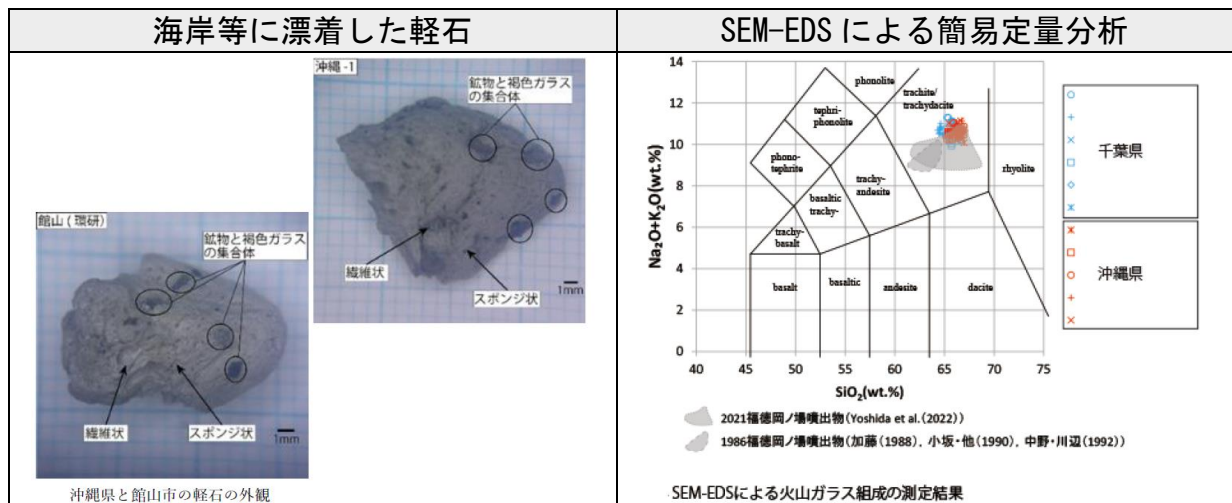 海岸等に漂着した軽石
SEM-EDS による簡易定量分析
沖縄-1
鉱物と褐色ガラス
の集合体
繊維状
スポンジ状
1mm
館山(環研)
鉱物と褐色ガラス
の集合体
繊維状
スポンジ状
1mm
沖縄県と館山市の軽石の外観
Na2O+K2O(wt.%)
14
12
10
8
6
4
2
0
phonolite
trachite/
trachydacite
tephri-
phonolite
phono-
tephrite
trachy-
andesite
rhyolite
basaltic
trachy-
trachy-
basalt
basalt
basaltic
andesite
dacite
40
45
50
55
60
65
70
75
SiO2(wt.%)
千葉県
沖縄県
2021福徳岡ノ場噴出物(Yoshida et al.(2022))
1986福徳岡ノ場噴出物(加藤(1988), 小坂・他(1990), 中野・川辺(1992))
SEM-EDSによる火山ガラス組成の測定結果